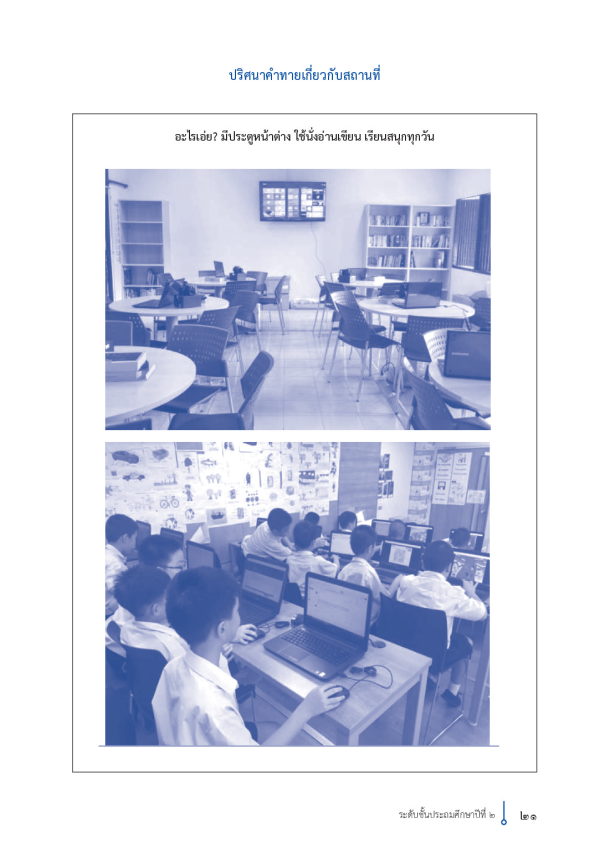 ปริศนาคำทายเกี่ยวกับสถานที่
อะไรเอ่ย? มีประตูหน้าต่าง ใช้นั่งอ่านเขียน เรียนสนุกทุกวัน
ระดับชั้นประถมศึกษาปีที่ ๒
๒๑